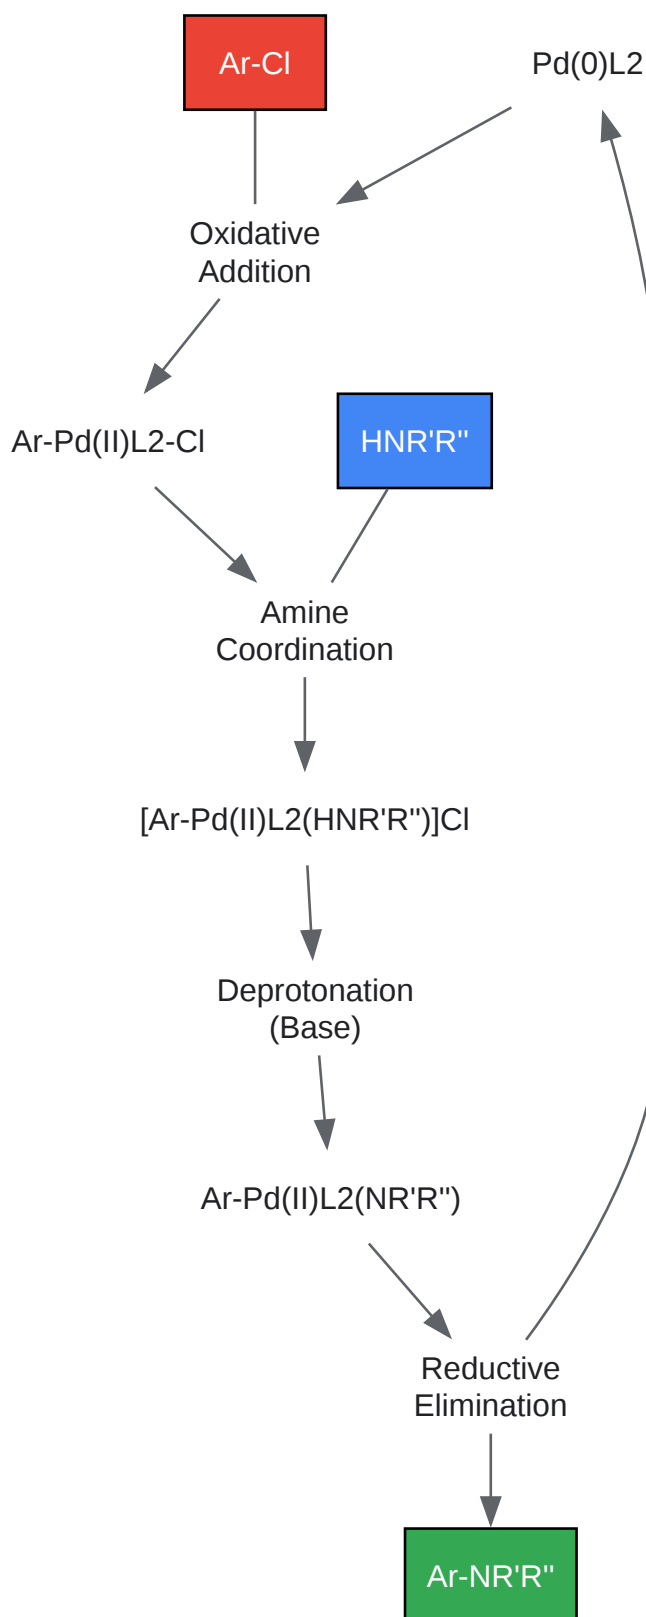 Ar-Cl
Pd(0)L2
Oxidative
Addition
Ar-Pd(II)L2-Cl
HNR'R"
Amine
Coordination
[Ar-Pd(II)L2(HNR'R")]Cl
Deprotonation
(Base)
Ar-Pd(II)L2(NR'R")
Reductive
Elimination
Ar-NR'R"